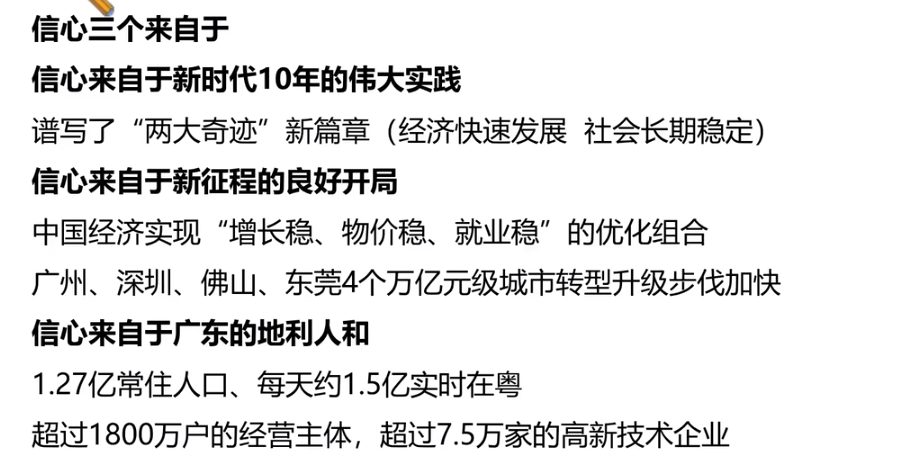 信心三个来自于
信心来自于新时代10年的伟大实践
谱写了“两大奇迹”新篇章（经济快速发展 社会长期稳定）
信心来自于新征程的良好开局
中国经济实现“增长稳、物价稳、就业稳”的优化组合
广州、深圳、佛山、东莞4个万亿元级城市转型升级步伐加快
信心来自于广东的地利人和
1.27亿常住人口、每天约1.5亿实时在粤
超过1800万户的经营主体，超过7.5万家的高新技术企业